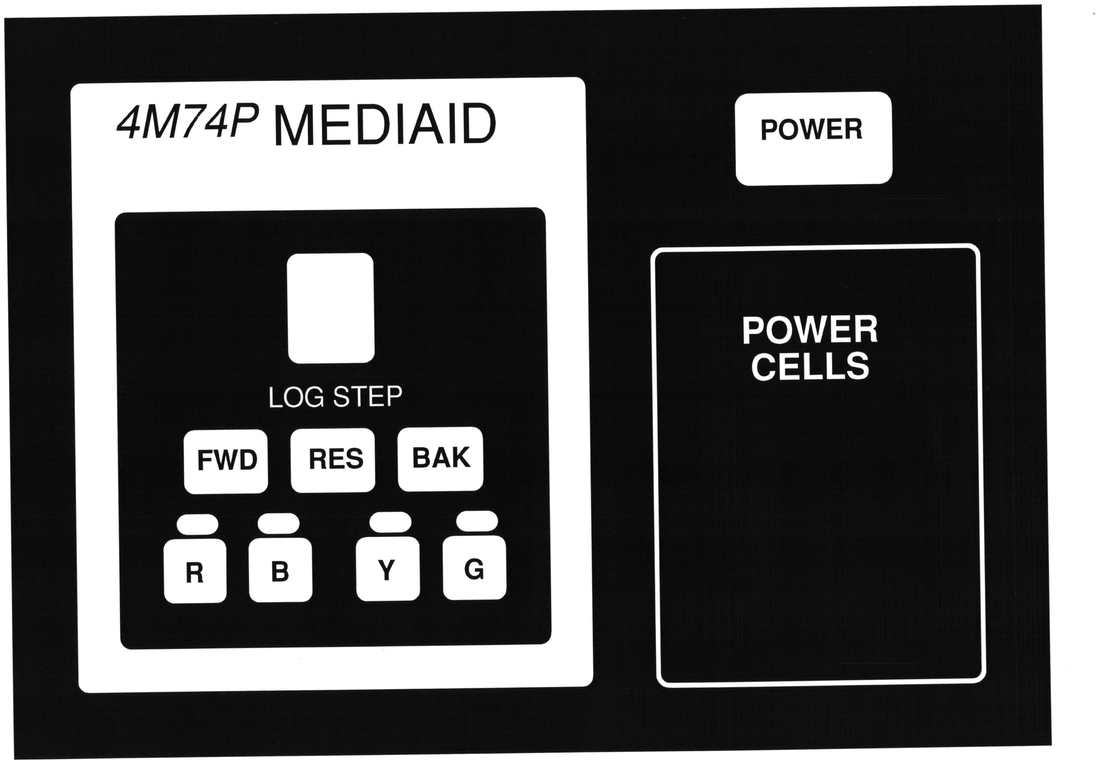 4M74P MEDIAID
POWER
POWER
CELLS
LOG STEP
FWD RES BAK
R B Y G